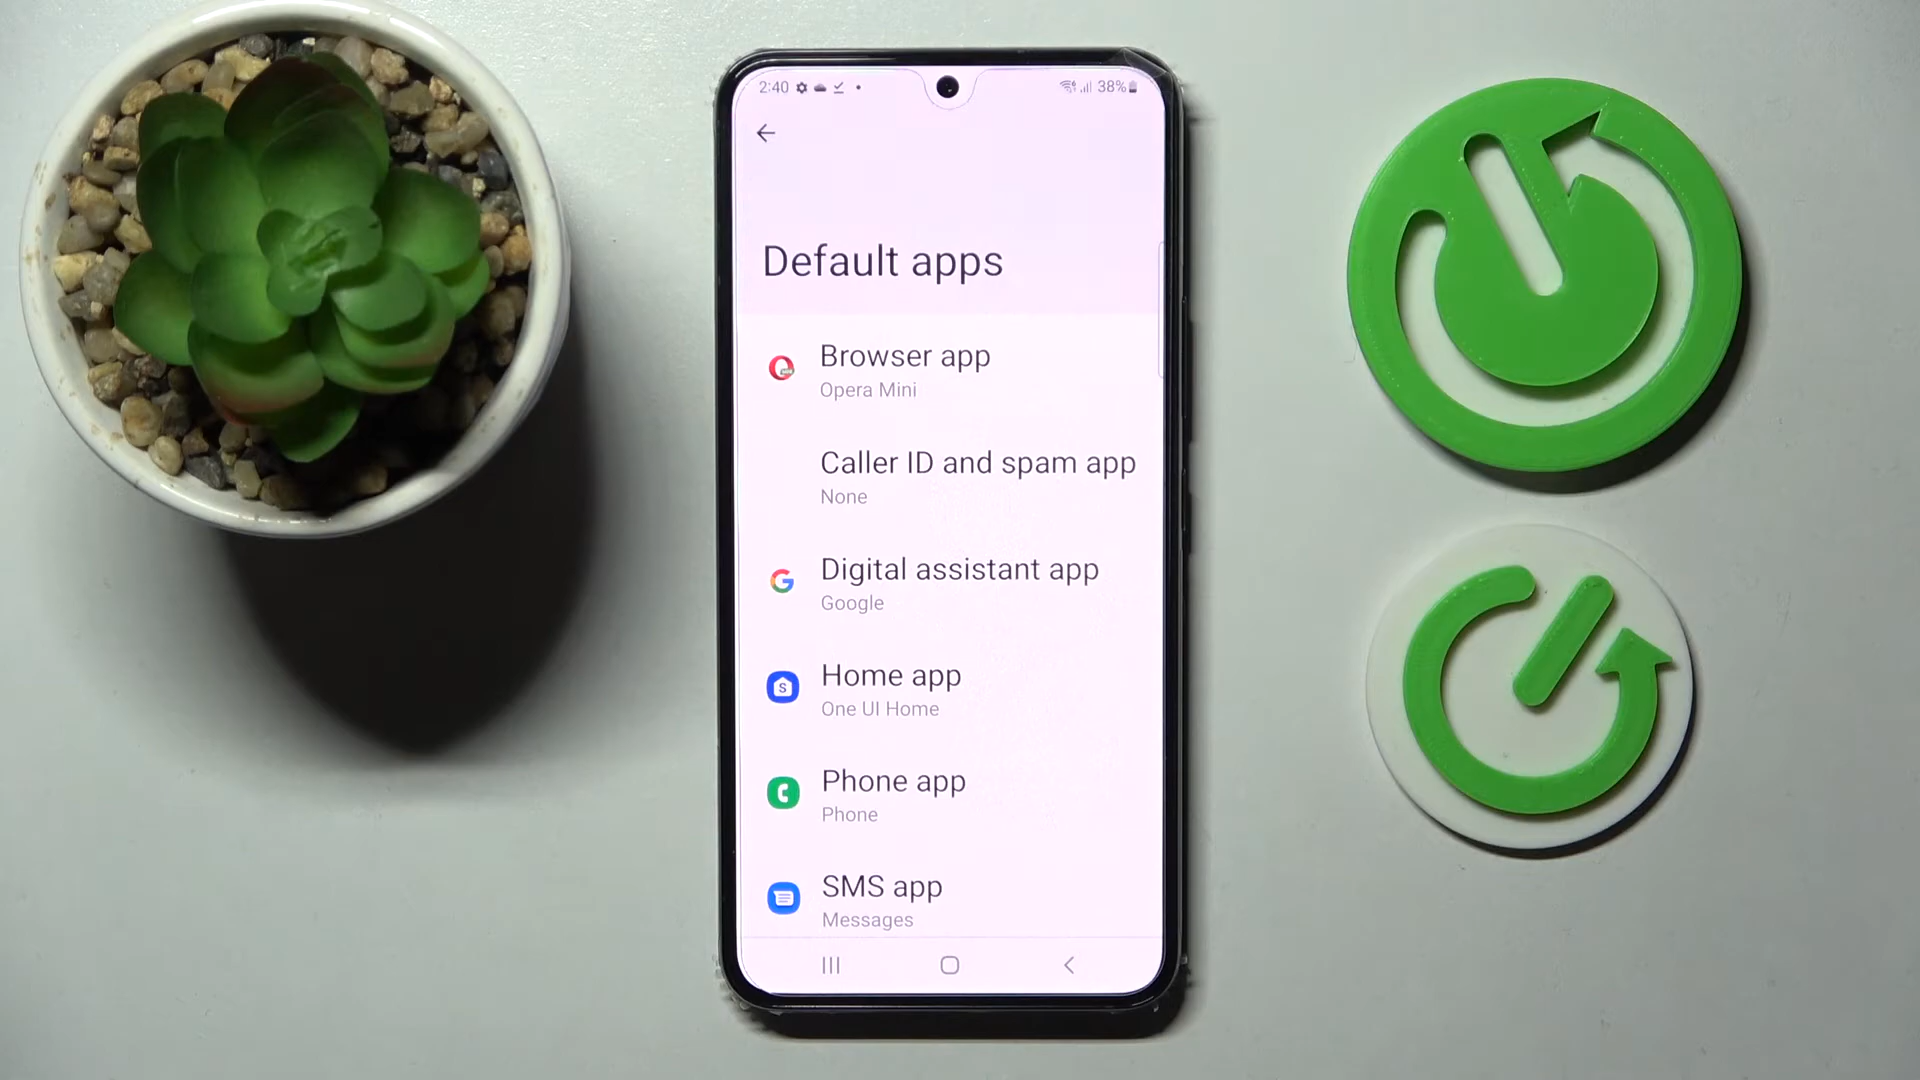 2:40
38%
Default apps
Browser app
Opera Mini
Caller ID and spam app
None
Digital assistant app
Google
Home app
One UI Home
Phone app
Phone
SMS app
Messages